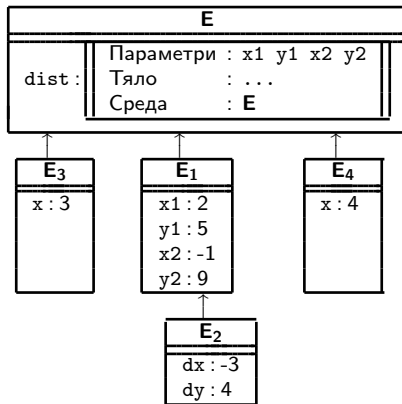 E
Параметри : x1 y1 x2 y2
dist : Тяло : ...
Среда : E
E3 E1 E4
x : 3 x1 : 2 x : 4
y1 : 5
x2 : -1
y2 : 9
E2
dx : -3
dy : 4